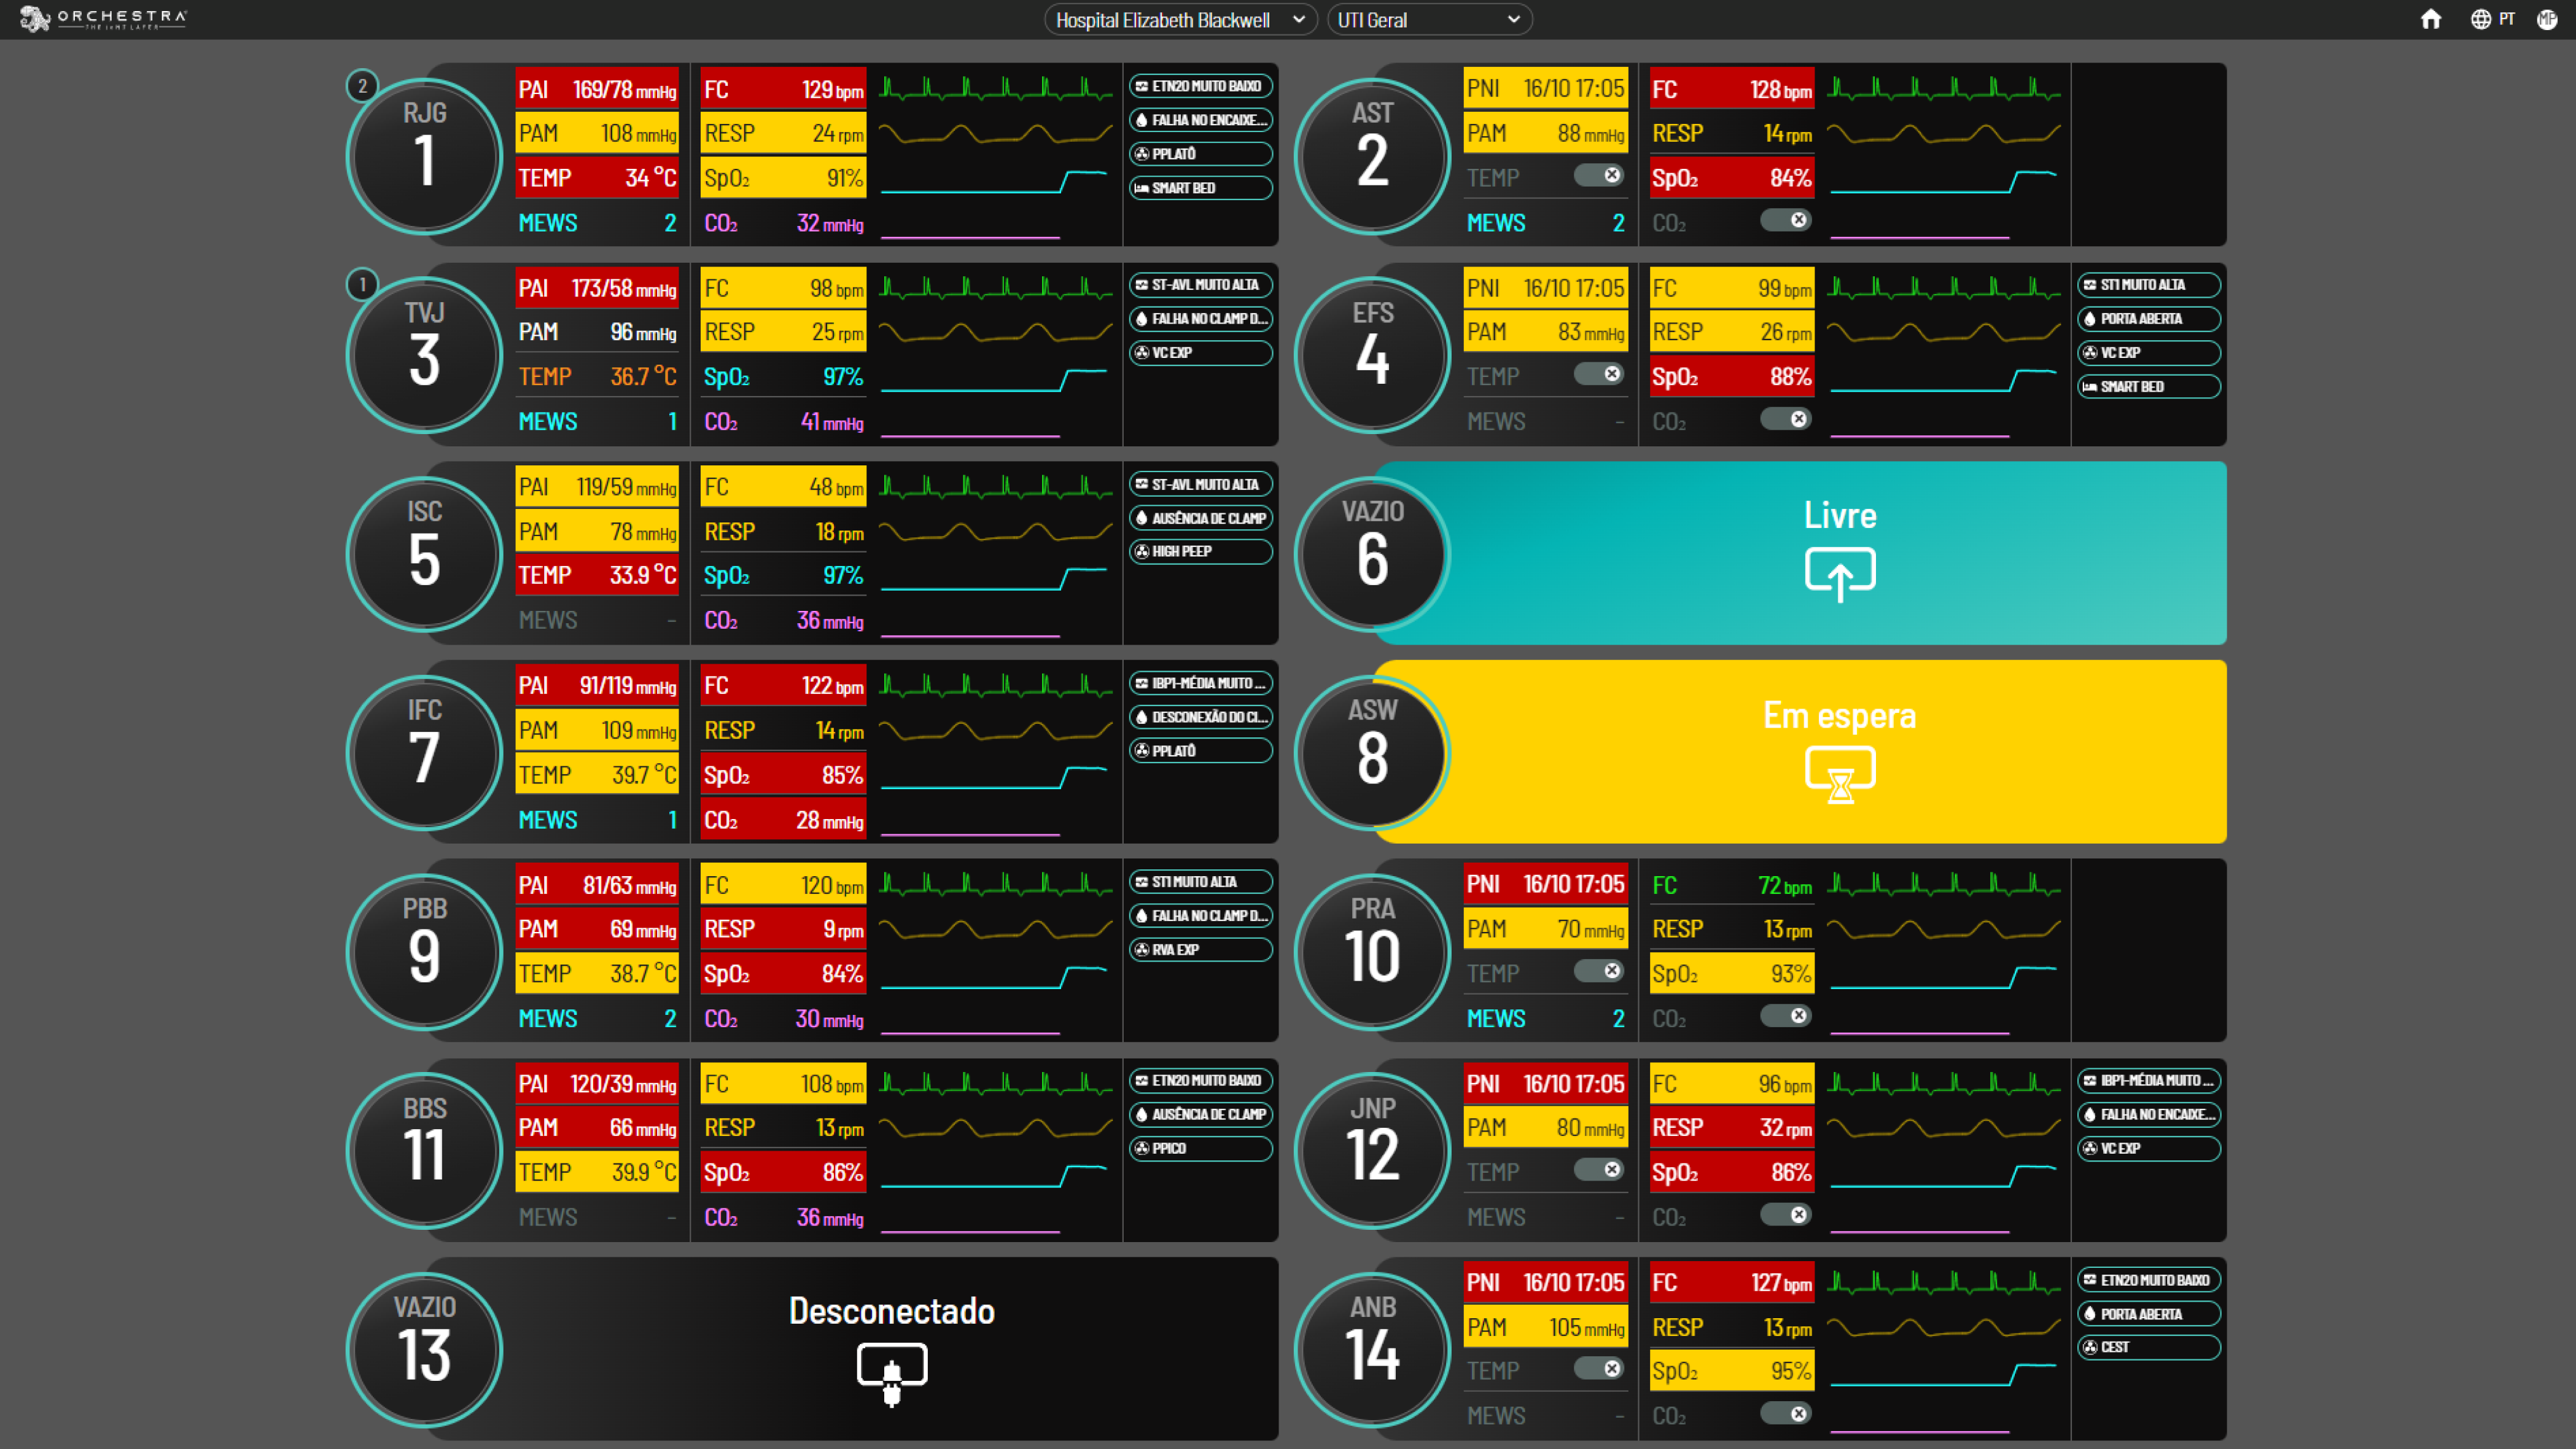 ORCHESTRA
Hospital Elizabeth Blackwell
UTI Geral
PT
MP
2
RJG
1
PAI 169/78 mmHg
PAM 108 mmHg
TEMP 34 °C
MEWS 2
FC 129 bpm
RESP 24 rpm
SpO₂ 91%
CO₂ 32 mmHg
ETN2O MUITO BAIXO
FALHA NO ENCAIXE...
PPLATÔ
SMART BED
AST
2
PNI 16/10 17:05
PAM 88 mmHg
TEMP
MEWS 2
FC 128 bpm
RESP 14 rpm
SpO₂ 84%
CO₂
1
TVJ
3
PAI 173/58 mmHg
PAM 96 mmHg
TEMP 36.7 °C
MEWS 1
FC 98 bpm
RESP 25 rpm
SpO₂ 97%
CO₂ 41 mmHg
ST-AVL MUITO ALTA
FALHA NO CLAMP D...
VC EXP
EFS
4
PNI 16/10 17:05
PAM 83 mmHg
TEMP
MEWS -
FC 99 bpm
RESP 26 rpm
SpO₂ 88%
CO₂
ST1 MUITO ALTA
PORTA ABERTA
VC EXP
SMART BED
ISC
5
PAI 119/59 mmHg
PAM 78 mmHg
TEMP 33.9 °C
MEWS -
FC 48 bpm
RESP 18 rpm
SpO₂ 97%
CO₂ 36 mmHg
ST-AVL MUITO ALTA
AUSÊNCIA DE CLAMP
HIGH PEEP
VAZIO
6
Livre
IFC
7
PAI 91/119 mmHg
PAM 109 mmHg
TEMP 39.7 °C
MEWS 1
FC 122 bpm
RESP 14 rpm
SpO₂ 85%
CO₂ 28 mmHg
IBP1-MÉDIA MUITO ...
DESCONEXÃO DO CI...
PPLATÔ
ASW
8
Em espera
PBB
9
PAI 81/63 mmHg
PAM 69 mmHg
TEMP 38.7 °C
MEWS 2
FC 120 bpm
RESP 9 rpm
SpO₂ 84%
CO₂ 30 mmHg
ST1 MUITO ALTA
FALHA NO CLAMP D...
RVA EXP
PRA
10
PNI 16/10 17:05
PAM 70 mmHg
TEMP
MEWS 2
FC 72 bpm
RESP 13 rpm
SpO₂ 93%
CO₂
BBS
11
PAI 120/39 mmHg
PAM 66 mmHg
TEMP 39.9 °C
MEWS -
FC 108 bpm
RESP 13 rpm
SpO₂ 86%
CO₂ 36 mmHg
ETN2O MUITO BAIXO
AUSÊNCIA DE CLAMP
PPICO
JNP
12
PNI 16/10 17:05
PAM 80 mmHg
TEMP
MEWS -
FC 96 bpm
RESP 32 rpm
SpO₂ 86%
CO₂
IBP1-MÉDIA MUITO ...
FALHA NO ENCAIXE...
VC EXP
VAZIO
13
Desconectado
ANB
14
PNI 16/10 17:05
PAM 105 mmHg
TEMP
MEWS -
FC 127 bpm
RESP 13 rpm
SpO₂ 95%
CO₂
ETN2O MUITO BAIXO
PORTA ABERTA
CEST